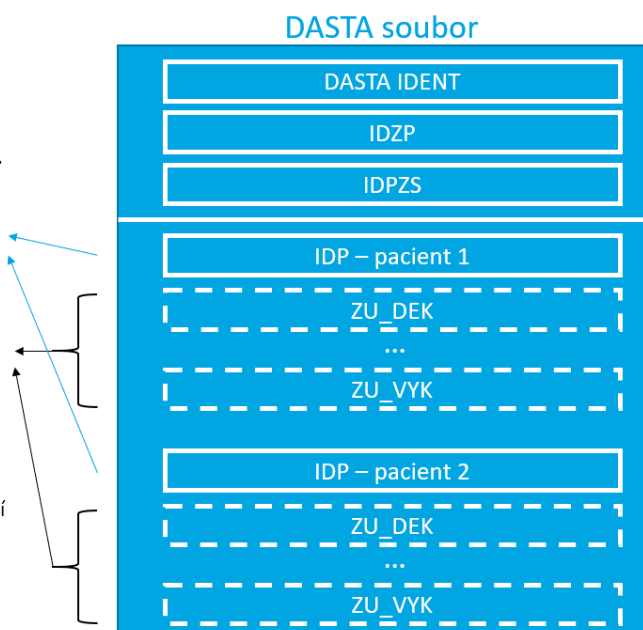 DASTA soubor
DASTA IDENT
IDZP
IDPZS
IDP – pacient 1
ZU_DEK
...
ZU_VYK
IDP – pacient 2
í
ZU_DEK
...
ZU_VYK